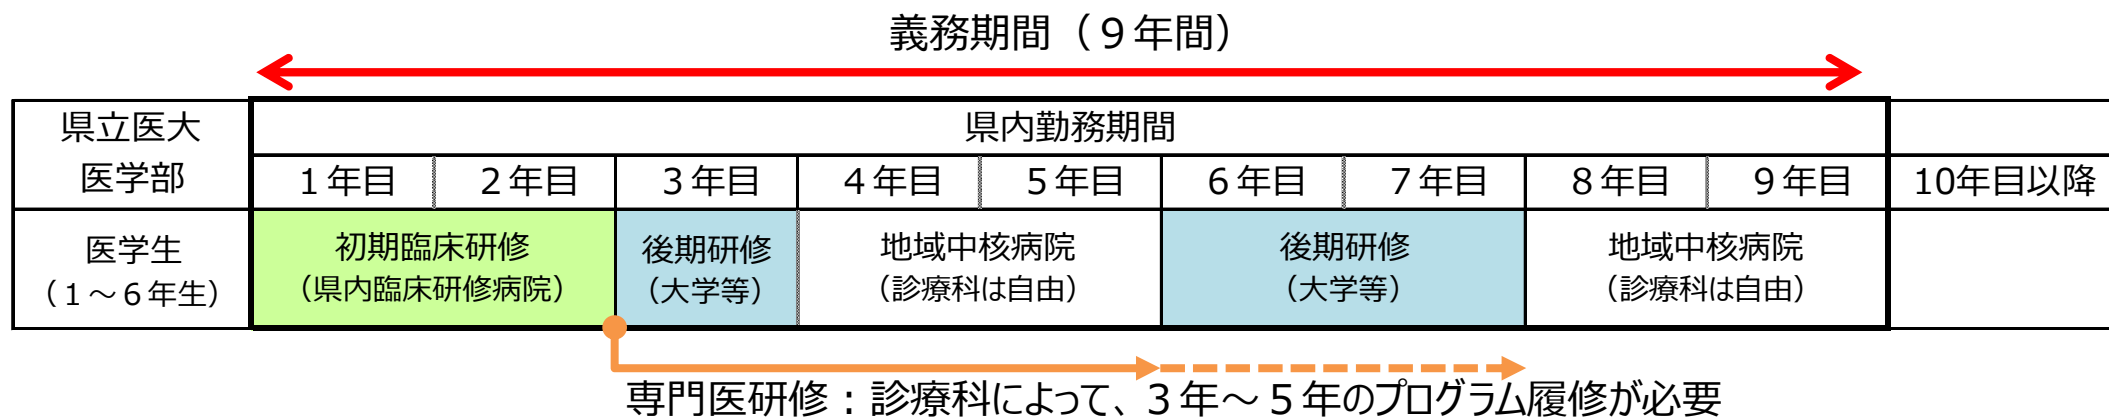 義務期間（９年間）
県立医大
医学部
県内勤務期間
１年目 ２年目 ３年目 ４年目 ５年目 ６年目 ７年目 ８年目 ９年目 10年目以降
医学生
（１～６年生）
初期臨床研修
（県内臨床研修病院）
後期研修
（大学等）
地域中核病院
（診療科は自由）
後期研修
（大学等）
地域中核病院
（診療科は自由）
専門医研修：診療科によって、３年～５年のプログラム履修が必要